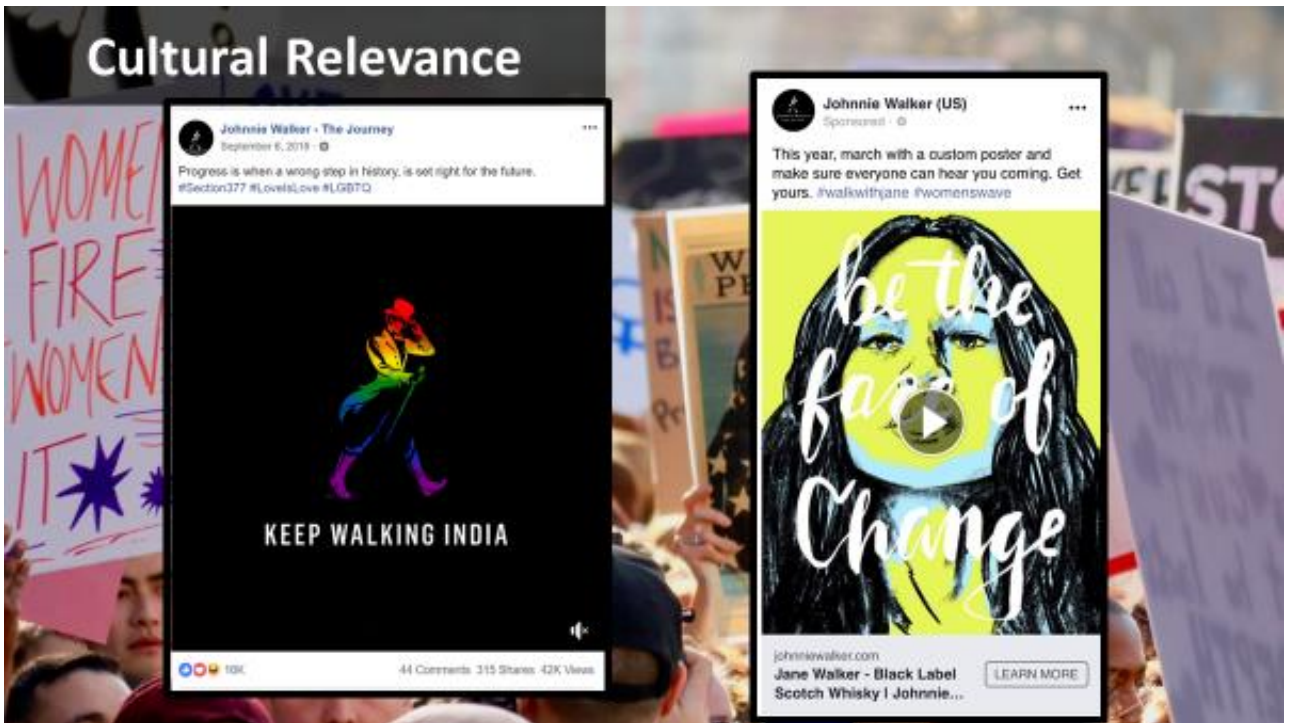 Cultural Relevance
WOMEN
FIRE
WOMEN
IT
Johnnie Walker - The Journey
September 6, 2018
Progress is when a wrong step in history, is set right for the future.
#Section377 #LoveIsLove #LGBTQ
KEEP WALKING INDIA
44 Comments 315 Shares 42K Views
Johnnie Walker (US)
Sponsored
This year, march with a custom poster and
make sure everyone can hear you coming. Get
yours. #walkwithjane #womenswave
be the
face of
Change
johnniewalker.com
Jane Walker - Black Label
Scotch Whisky | Johnnie...
LEARN MORE